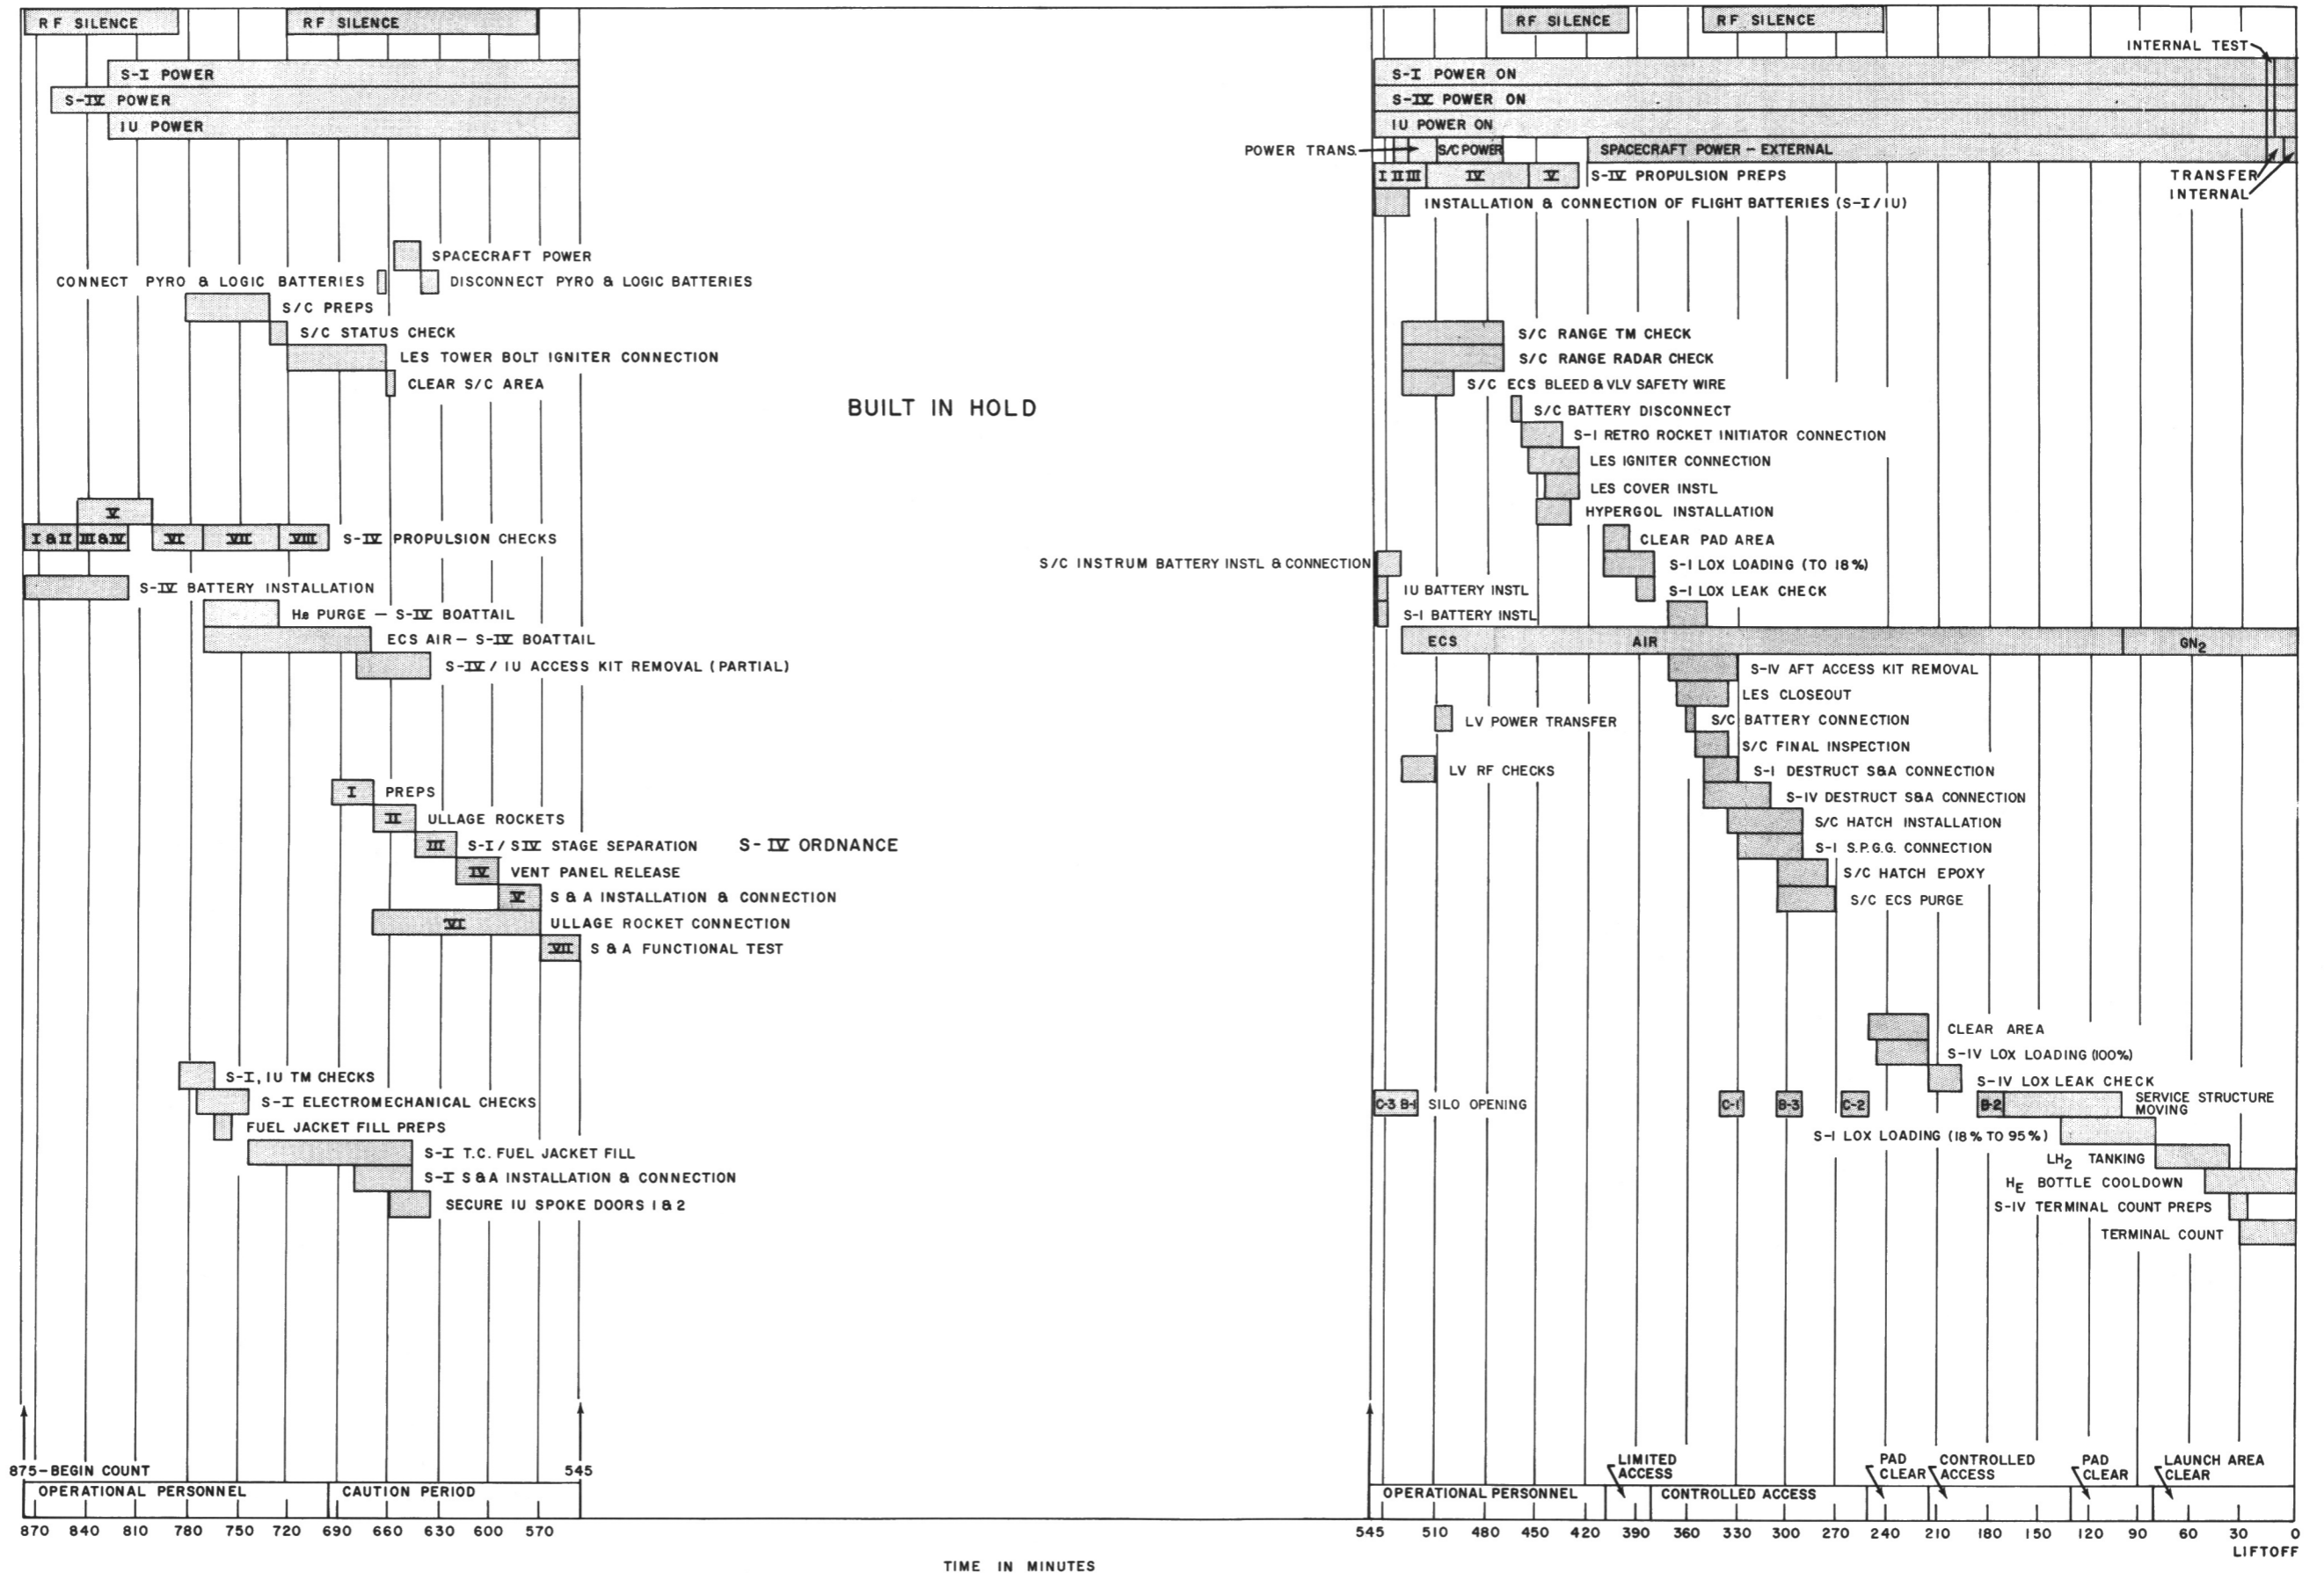 RF SILENCE
RF SILENCE
S-I POWER
S-IV POWER
IU POWER
SPACECRAFT POWER
CONNECT PYRO & LOGIC BATTERIES
DISCONNECT PYRO & LOGIC BATTERIES
S/C PREPS
S/C STATUS CHECK
LES TOWER BOLT IGNITER CONNECTION
CLEAR S/C AREA
V
I & II III & IV VI VII VIII S-IV PROPULSION CHECKS
S-IV BATTERY INSTALLATION
He PURGE — S-IV BOATTAIL
ECS AIR — S-IV BOATTAIL
S-IV / IU ACCESS KIT REMOVAL (PARTIAL)
I PREPS
II ULLAGE ROCKETS
III S-I / SIV STAGE SEPARATION
S-IV ORDNANCE
IV VENT PANEL RELEASE
V S & A INSTALLATION & CONNECTION
VI ULLAGE ROCKET CONNECTION
VII S & A FUNCTIONAL TEST
S-I, IU TM CHECKS
S-I ELECTROMECHANICAL CHECKS
FUEL JACKET FILL PREPS
S-I T.C. FUEL JACKET FILL
S-I S&A INSTALLATION & CONNECTION
SECURE IU SPOKE DOORS 1 & 2
875-BEGIN COUNT
545
OPERATIONAL PERSONNEL
CAUTION PERIOD
870 840 810 780 750 720 690 660 630 600 570
BUILT IN HOLD
RF SILENCE
RF SILENCE
INTERNAL TEST
S-I POWER ON
S-IV POWER ON
IU POWER ON
POWER TRANS.
S/C POWER
SPACECRAFT POWER — EXTERNAL
TRANSFER
INTERNAL
I II III IV V S-IV PROPULSION PREPS
INSTALLATION & CONNECTION OF FLIGHT BATTERIES (S-I/IU)
S/C RANGE TM CHECK
S/C RANGE RADAR CHECK
S/C ECS BLEED & VLV SAFETY WIRE
S/C BATTERY DISCONNECT
S-I RETRO ROCKET INITIATOR CONNECTION
LES IGNITER CONNECTION
LES COVER INSTL
HYPERGOL INSTALLATION
CLEAR PAD AREA
S/C INSTRUM BATTERY INSTL & CONNECTION
S-I LOX LOADING (TO 18%)
IU BATTERY INSTL
S-I LOX LEAK CHECK
S-I BATTERY INSTL
ECS AIR GN2
S-IV AFT ACCESS KIT REMOVAL
LES CLOSEOUT
LV POWER TRANSFER
S/C BATTERY CONNECTION
S/C FINAL INSPECTION
LV RF CHECKS
S-I DESTRUCT S&A CONNECTION
S-IV DESTRUCT S&A CONNECTION
S/C HATCH INSTALLATION
S-I S.P.G.G. CONNECTION
S/C HATCH EPOXY
S/C ECS PURGE
CLEAR AREA
S-IV LOX LOADING (100%)
S-IV LOX LEAK CHECK
C-3 B-1 SILO OPENING
C-1 B-3 C-2 B-2
SERVICE STRUCTURE
MOVING
S-I LOX LOADING (18% TO 95%)
LH2 TANKING
HE BOTTLE COOLDOWN
S-IV TERMINAL COUNT PREPS
TERMINAL COUNT
LIMITED
ACCESS
PAD
CLEAR
CONTROLLED
ACCESS
PAD
CLEAR
LAUNCH AREA
CLEAR
OPERATIONAL PERSONNEL
CONTROLLED ACCESS
545 510 480 450 420 390 360 330 300 270 240 210 180 150 120 90 60 30 0
LIFTOFF
TIME IN MINUTES